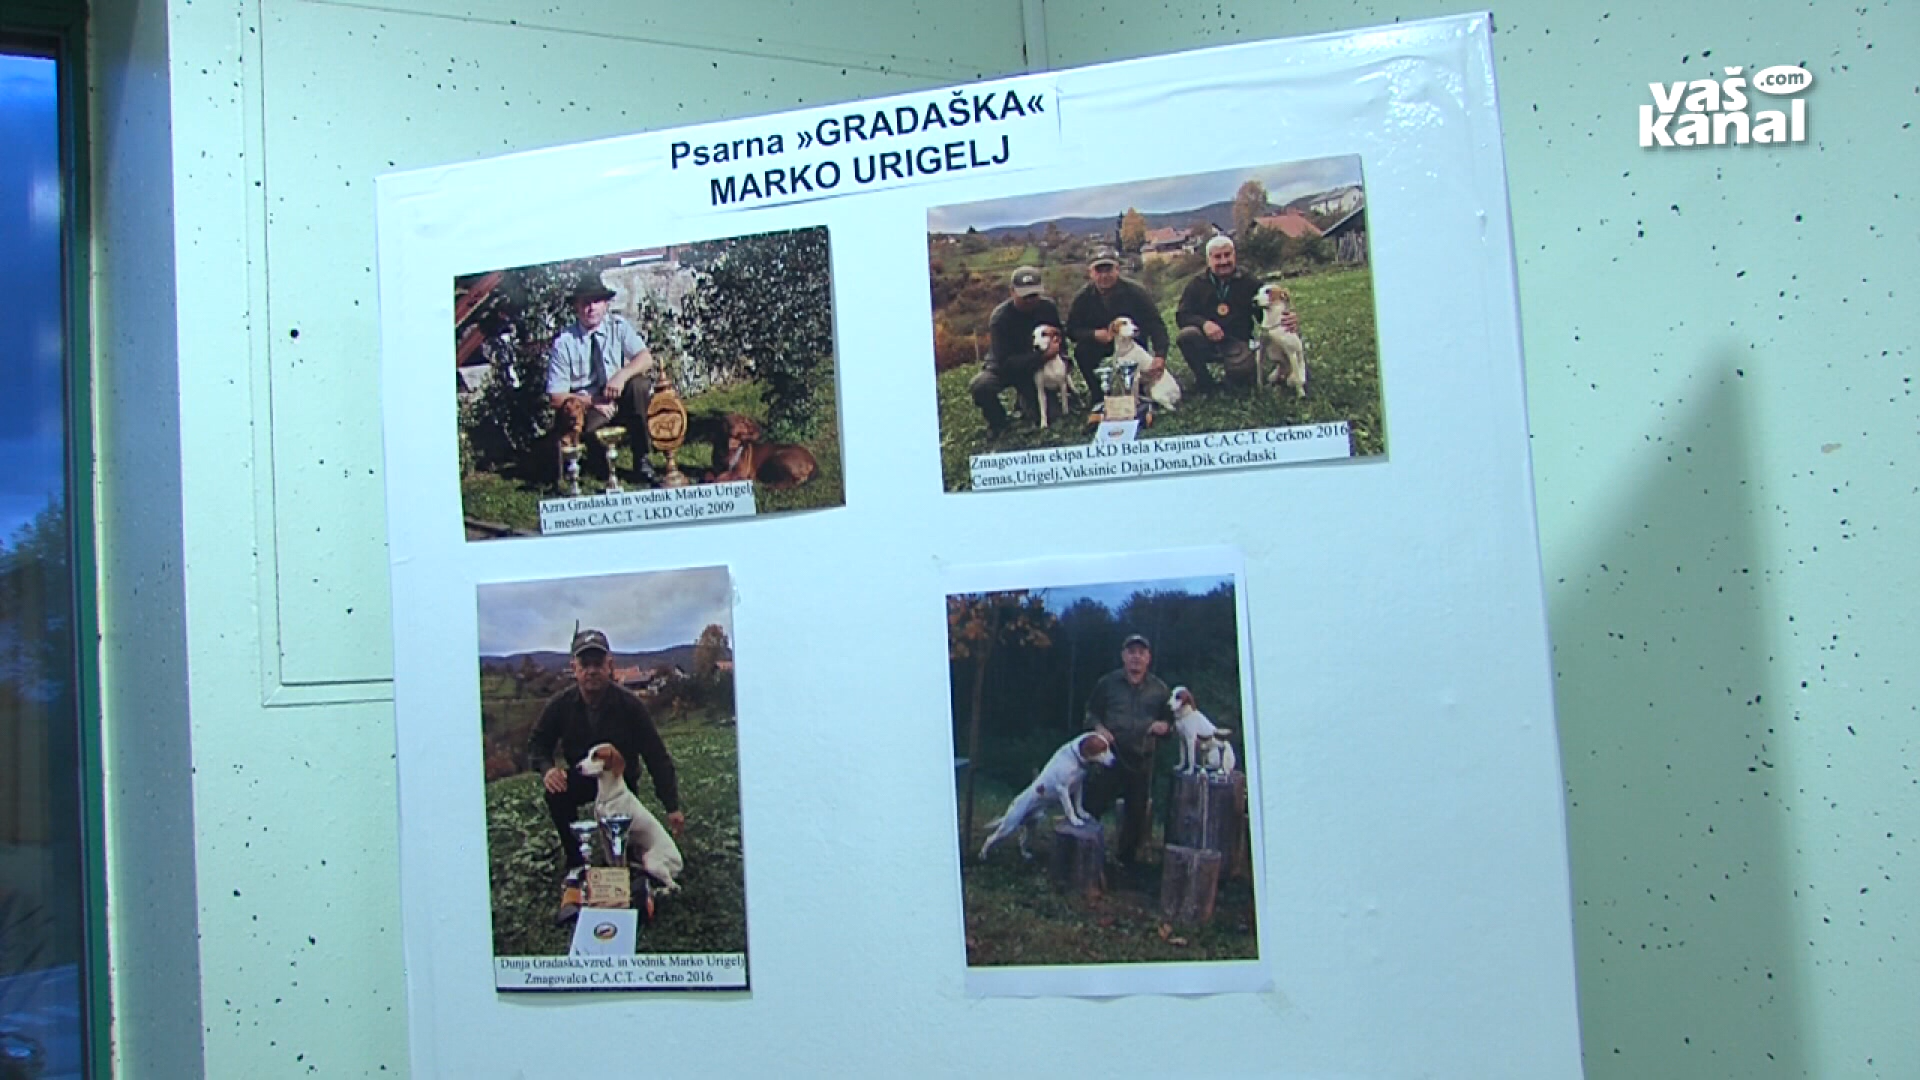 vaš .com
kanal
Psarna »GRADAŠKA«
MARKO URIGELJ
Azra Gradaska in vodnik Marko Urigelj
1. mesto C.A.C.T - LKD Celje 2009
Zmagovalna ekipa LKD Bela Krajina C.A.C.T. Cerkno 2016
Cemas,Urigelj,Vuksinic Daja,Dona,Dik Gradaski
Dunja Gradaska,vzred. in vodnik Marko Urigelj
Zmagovalca C.A.C.T. - Cerkno 2016